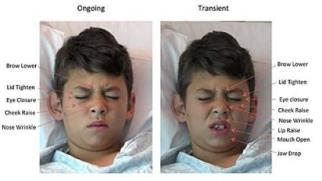 Ongoing
Transient
Brow Lower
Lid Tighten
Eye Closure
Cheek Raise
Nose Wrinkle
Brow Lower
Lid Tighten
Eye closure
Cheek Raise
Nose Wrinkle
Lip Raise
Mouth Open
Jaw Drop